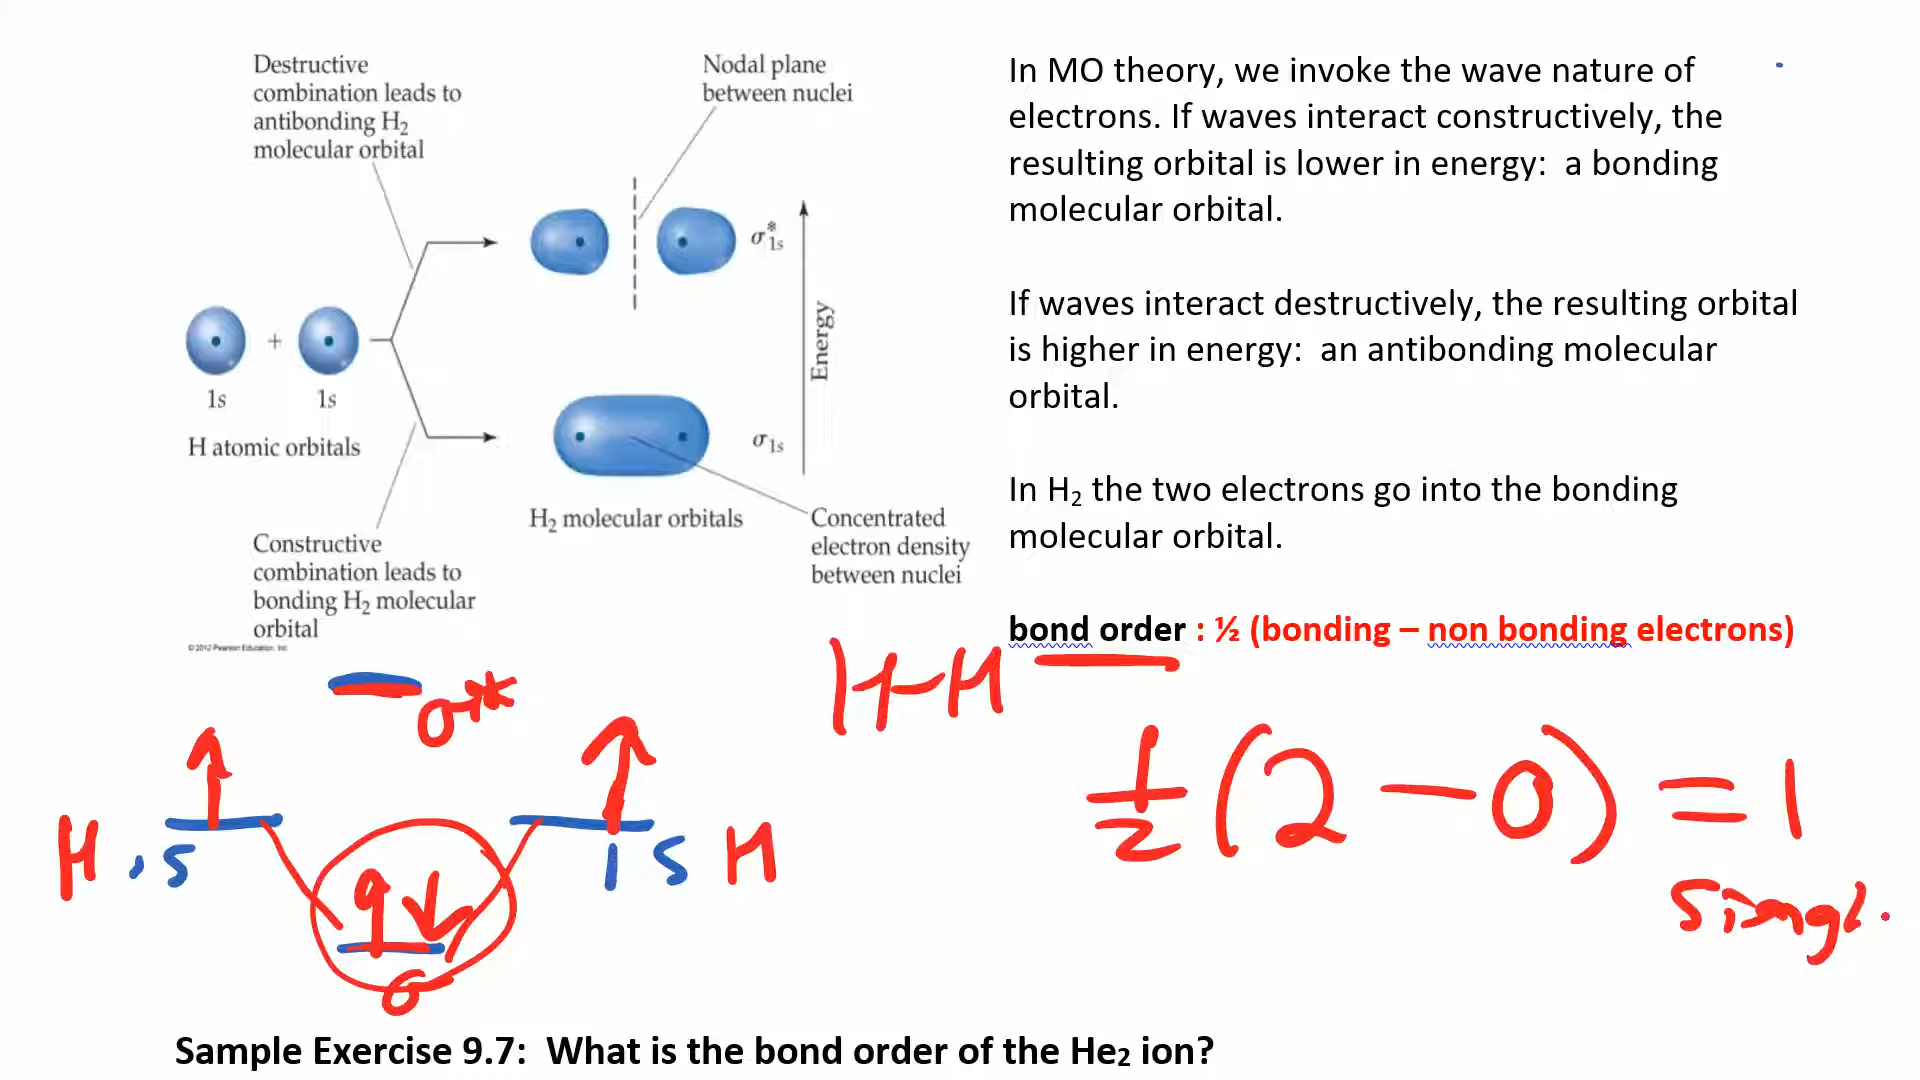 Destructive
combination leads to
antibonding H₂
molecular orbital
Nodal plane
between nuclei
σ*1s
+
1s
1s
H atomic orbitals
Energy
σ1s
H₂ molecular orbitals
Concentrated
electron density
between nuclei
Constructive
combination leads to
bonding H₂ molecular
orbital
© 2012 Pearson Education, Inc.
In MO theory, we invoke the wave nature of
electrons. If waves interact constructively, the
resulting orbital is lower in energy: a bonding
molecular orbital.
If waves interact destructively, the resulting orbital
is higher in energy: an antibonding molecular
orbital.
In H₂ the two electrons go into the bonding
molecular orbital.
bond order : ½ (bonding – non bonding electrons)
H–H
σ*
H 1s
1s H
σ
1/2 (2 – 0) = 1
Sample Exercise 9.7: What is the bond order of the He₂ ion?